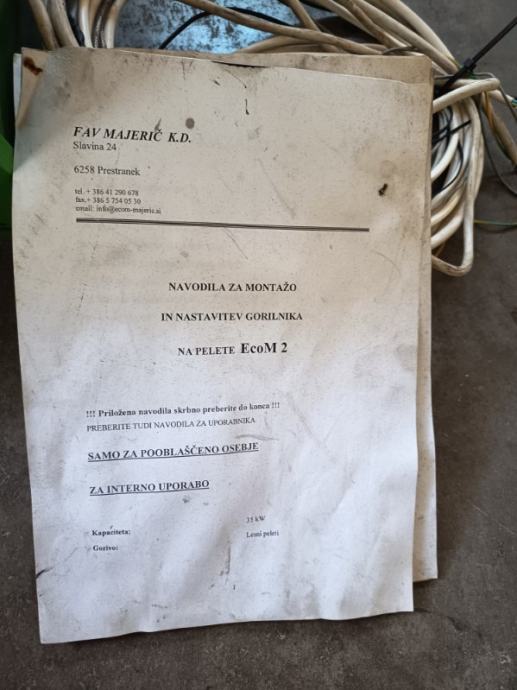 FAV MAJERIČ K.D.
Slavina 24
6258 Prestranek
tel. + 386 41 290 678
fax.+ 386 5 754 05 30
email: info@ecom-majeric.si
NAVODILA ZA MONTAŽO
IN NASTAVITEV GORILNIKA
NA PELETE EcoM 2
!!! Priložena navodila skrbno preberite do konca !!!
PREBERITE TUDI NAVODILA ZA UPORABNIKA
SAMO ZA POOBLAŠČENO OSEBJE
ZA INTERNO UPORABO
Kapaciteta: 35 kW
Gorivo: Lesni peleti